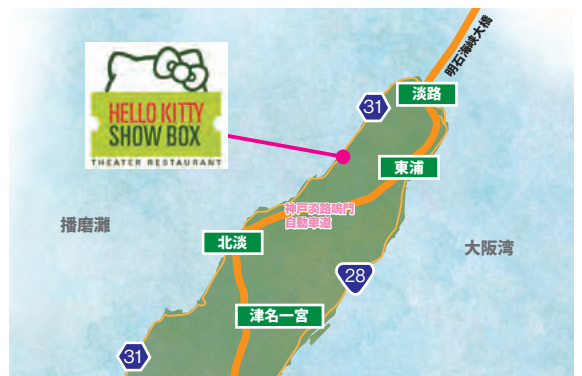 明石海峡大橋
HELLO KITTY
SHOW BOX
THEATER RESTAURANT
31
淡路
東浦
神戸淡路鳴門
自動車道
播磨灘
北淡
大阪湾
28
津名一宮
31